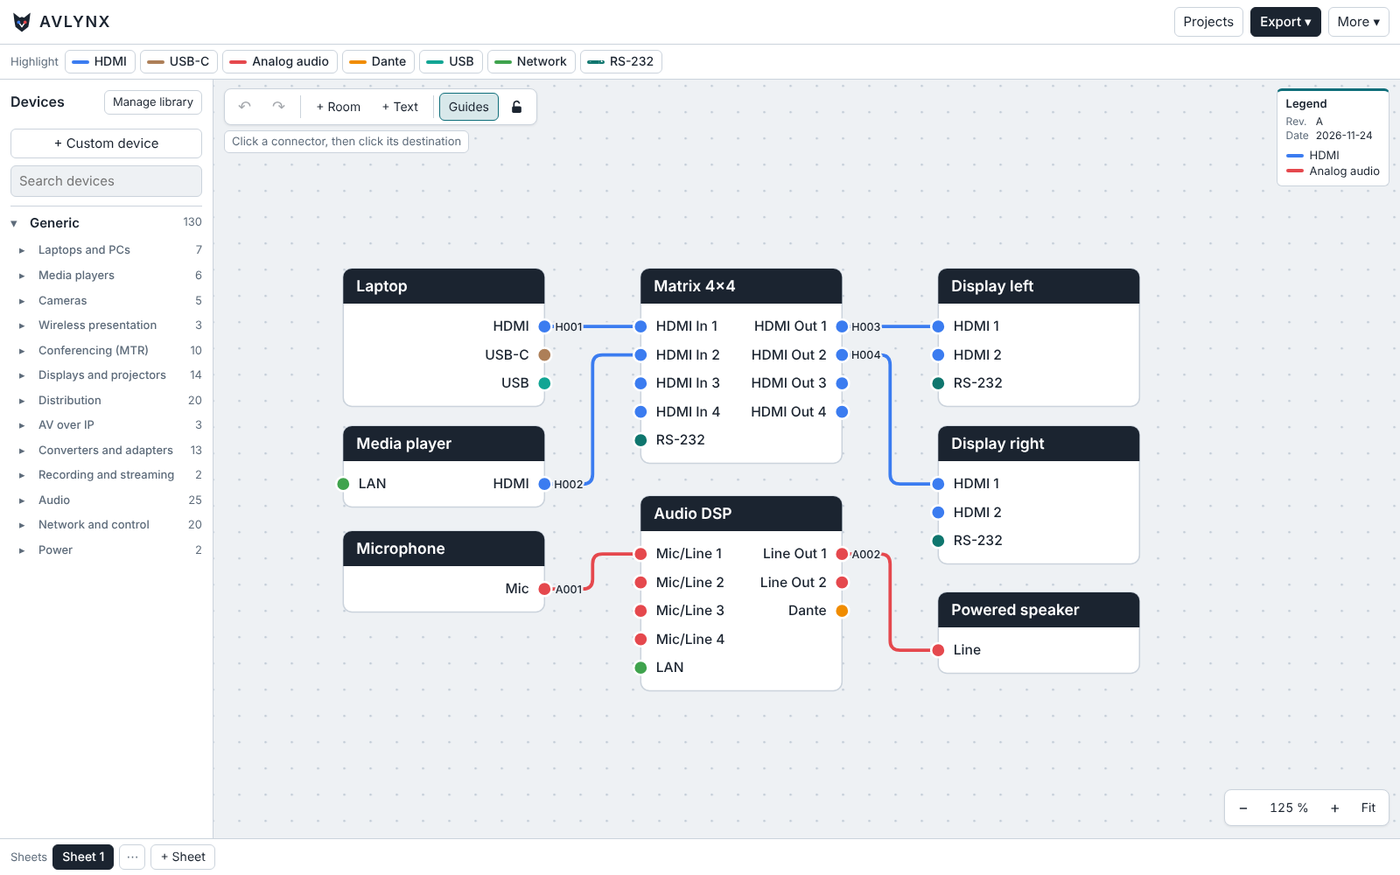 AVLYNX
Projects
Export ▾
More ▾
Highlight
HDMI
USB-C
Analog audio
Dante
USB
Network
RS-232
Devices
Manage library
+ Custom device
Search devices
▾ Generic 130
▸ Laptops and PCs 7
▸ Media players 6
▸ Cameras 5
▸ Wireless presentation 3
▸ Conferencing (MTR) 10
▸ Displays and projectors 14
▸ Distribution 20
▸ AV over IP 3
▸ Converters and adapters 13
▸ Recording and streaming 2
▸ Audio 25
▸ Network and control 20
▸ Power 2
↶ ↷ + Room + Text Guides
Click a connector, then click its destination
Legend
Rev. A
Date 2026-11-24
HDMI
Analog audio
Laptop
HDMI
USB-C
USB
H001
Media player
LAN HDMI
H002
Microphone
Mic
A001
Matrix 4×4
HDMI In 1 HDMI Out 1
HDMI In 2 HDMI Out 2
HDMI In 3 HDMI Out 3
HDMI In 4 HDMI Out 4
RS-232
H003
H004
Audio DSP
Mic/Line 1 Line Out 1
Mic/Line 2 Line Out 2
Mic/Line 3 Dante
Mic/Line 4
LAN
A002
Display left
HDMI 1
HDMI 2
RS-232
Display right
HDMI 1
HDMI 2
RS-232
Powered speaker
Line
− 125 % + Fit
Sheets
Sheet 1
⋯
+ Sheet